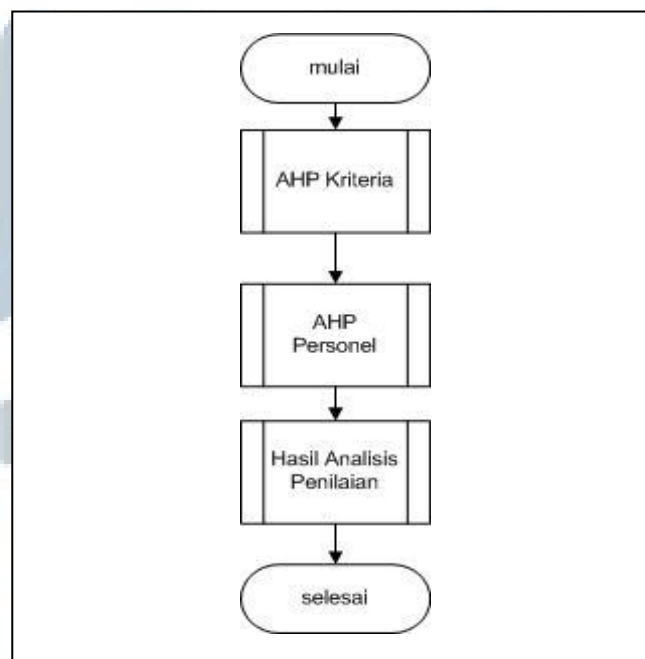 mulai
AHP Kriteria
AHP
Personel
Hasil Analisis
Penilaian
selesai